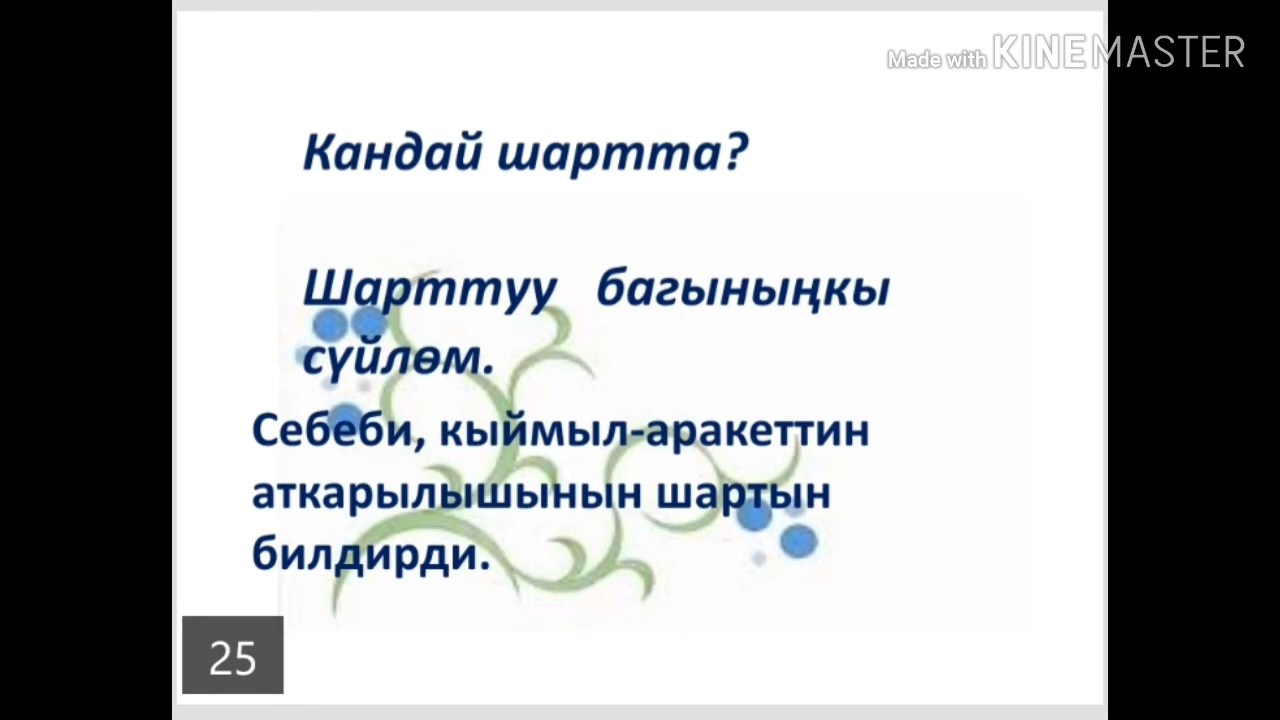 Made with KINEMASTER
Кандай шартта?
Шарттуу багыныңкы
сүйлөм.
Себеби, кыймыл-аракеттин
аткарылышынын шартын
билдирди.
25